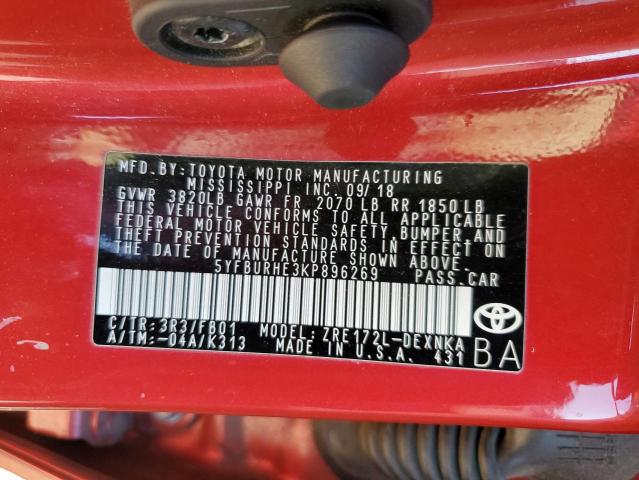 MFD.BY:TOYOTA MOTOR MANUFACTURING
MISSISSIPPI INC. 09/18
GVWR 3820LB GAWR FR 2070 LB RR 1850LB
THIS VEHICLE CONFORMS TO ALL APPLICABLE
FEDERAL MOTOR VEHICLE SAFETY, BUMPER AND
THEFT PREVENTION STANDARDS IN EFFECT ON
THE DATE OF MANUFACTURE SHOWN ABOVE.
5YFBURHE3KP896269 PASS.CAR
C/TR:3R3/FB01 MODEL:ZRE172L-DEXNKA
A/TM:-04A/K313 MADE IN U.S.A. 431
BA